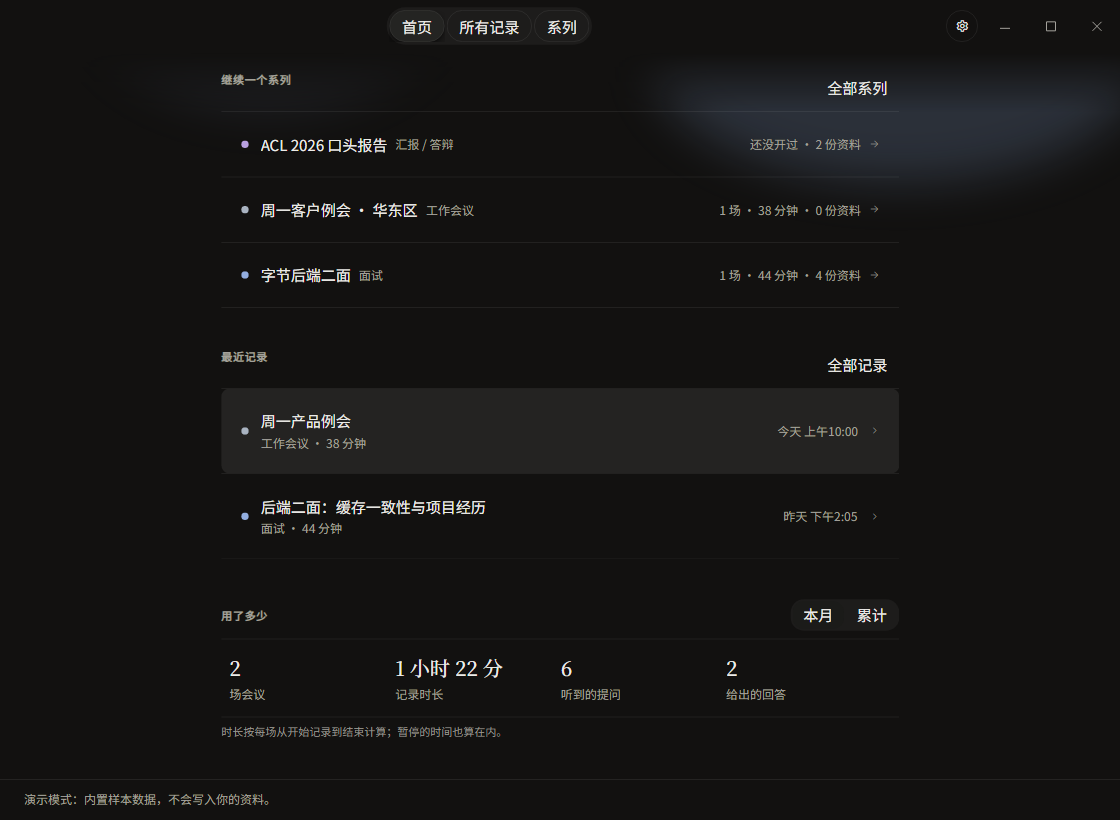 首页 所有记录 系列
继续一个系列 全部系列
ACL 2026 口头报告 汇报 / 答辩 还没开过 · 2 份资料 →
周一客户例会 · 华东区 工作会议 1 场 · 38 分钟 · 0 份资料 →
字节后端二面 面试 1 场 · 44 分钟 · 4 份资料 →
最近记录 全部记录
周一产品例会
工作会议 · 38 分钟 今天 上午10:00
后端二面：缓存一致性与项目经历
面试 · 44 分钟 昨天 下午2:05
用了多少 本月 累计
2 1 小时 22 分 6 2
场会议 记录时长 听到的提问 给出的回答
时长按每场从开始记录到结束计算；暂停的时间也算在内。
演示模式：内置样本数据，不会写入你的资料。